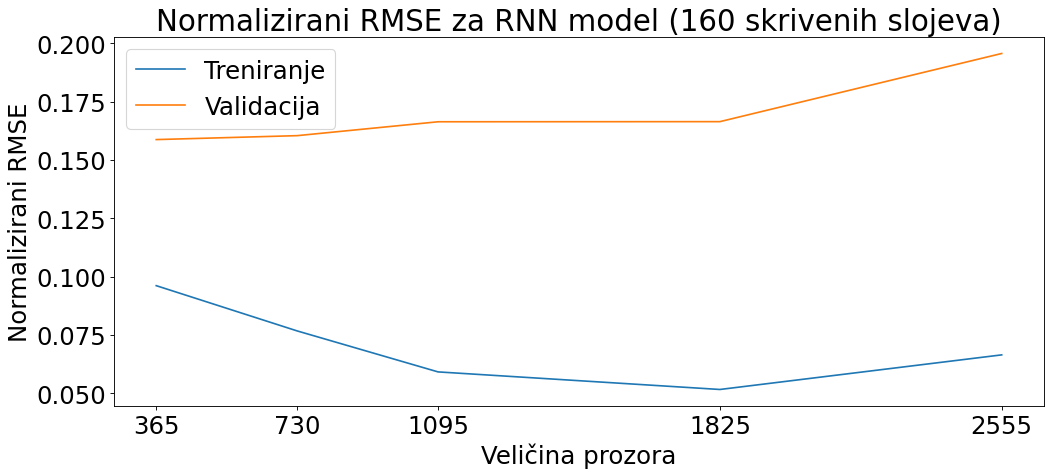 Normalizirani RMSE za RNN model (160 skrivenih slojeva)
0.200
0.175
0.150
0.125
0.100
0.075
0.050
Normalizirani RMSE
Treniranje
Validacija
365 730 1095 1825 2555
Veličina prozora